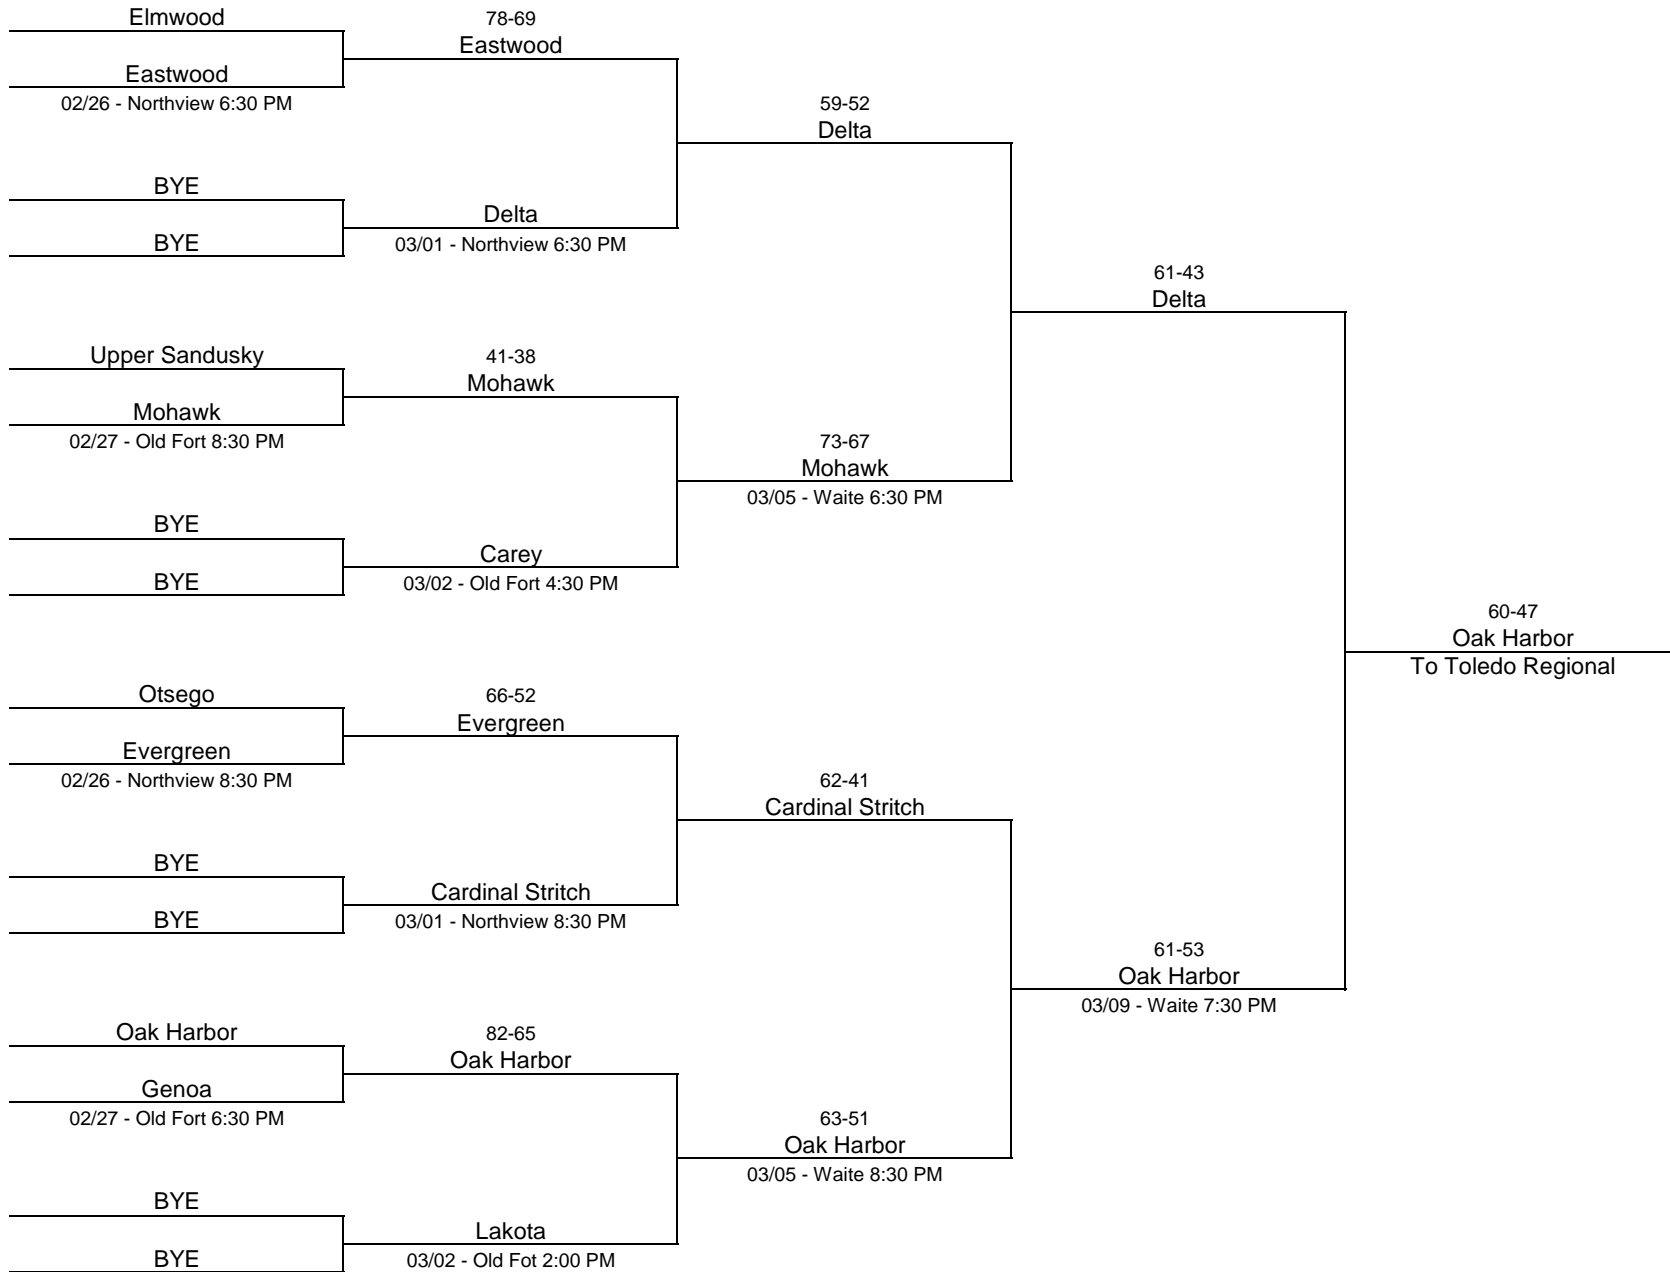 Elmwood
Eastwood
02/26 - Northview 6:30 PM
BYE
BYE
Upper Sandusky
Mohawk
02/27 - Old Fort 8:30 PM
BYE
BYE
Otsego
Evergreen
02/26 - Northview 8:30 PM
BYE
BYE
Oak Harbor
Genoa
02/27 - Old Fort 6:30 PM
BYE
BYE
78-69
Eastwood
Delta
03/01 - Northview 6:30 PM
41-38
Mohawk
Carey
03/02 - Old Fort 4:30 PM
66-52
Evergreen
Cardinal Stritch
03/01 - Northview 8:30 PM
82-65
Oak Harbor
Lakota
03/02 - Old Fot 2:00 PM
59-52
Delta
73-67
Mohawk
03/05 - Waite 6:30 PM
62-41
Cardinal Stritch
63-51
Oak Harbor
03/05 - Waite 8:30 PM
61-43
Delta
61-53
Oak Harbor
03/09 - Waite 7:30 PM
60-47
Oak Harbor
To Toledo Regional